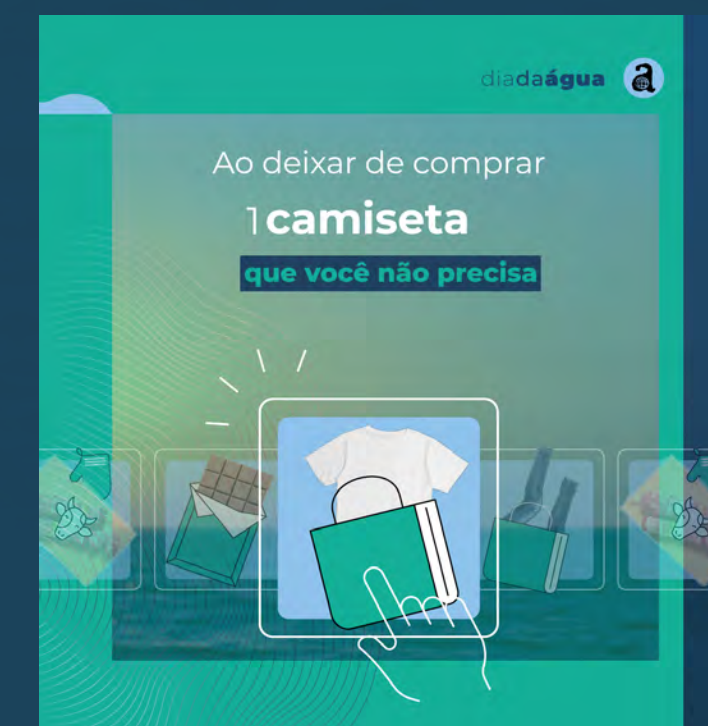 diadaágua a
Ao deixar de comprar
1 camiseta
que você não precisa